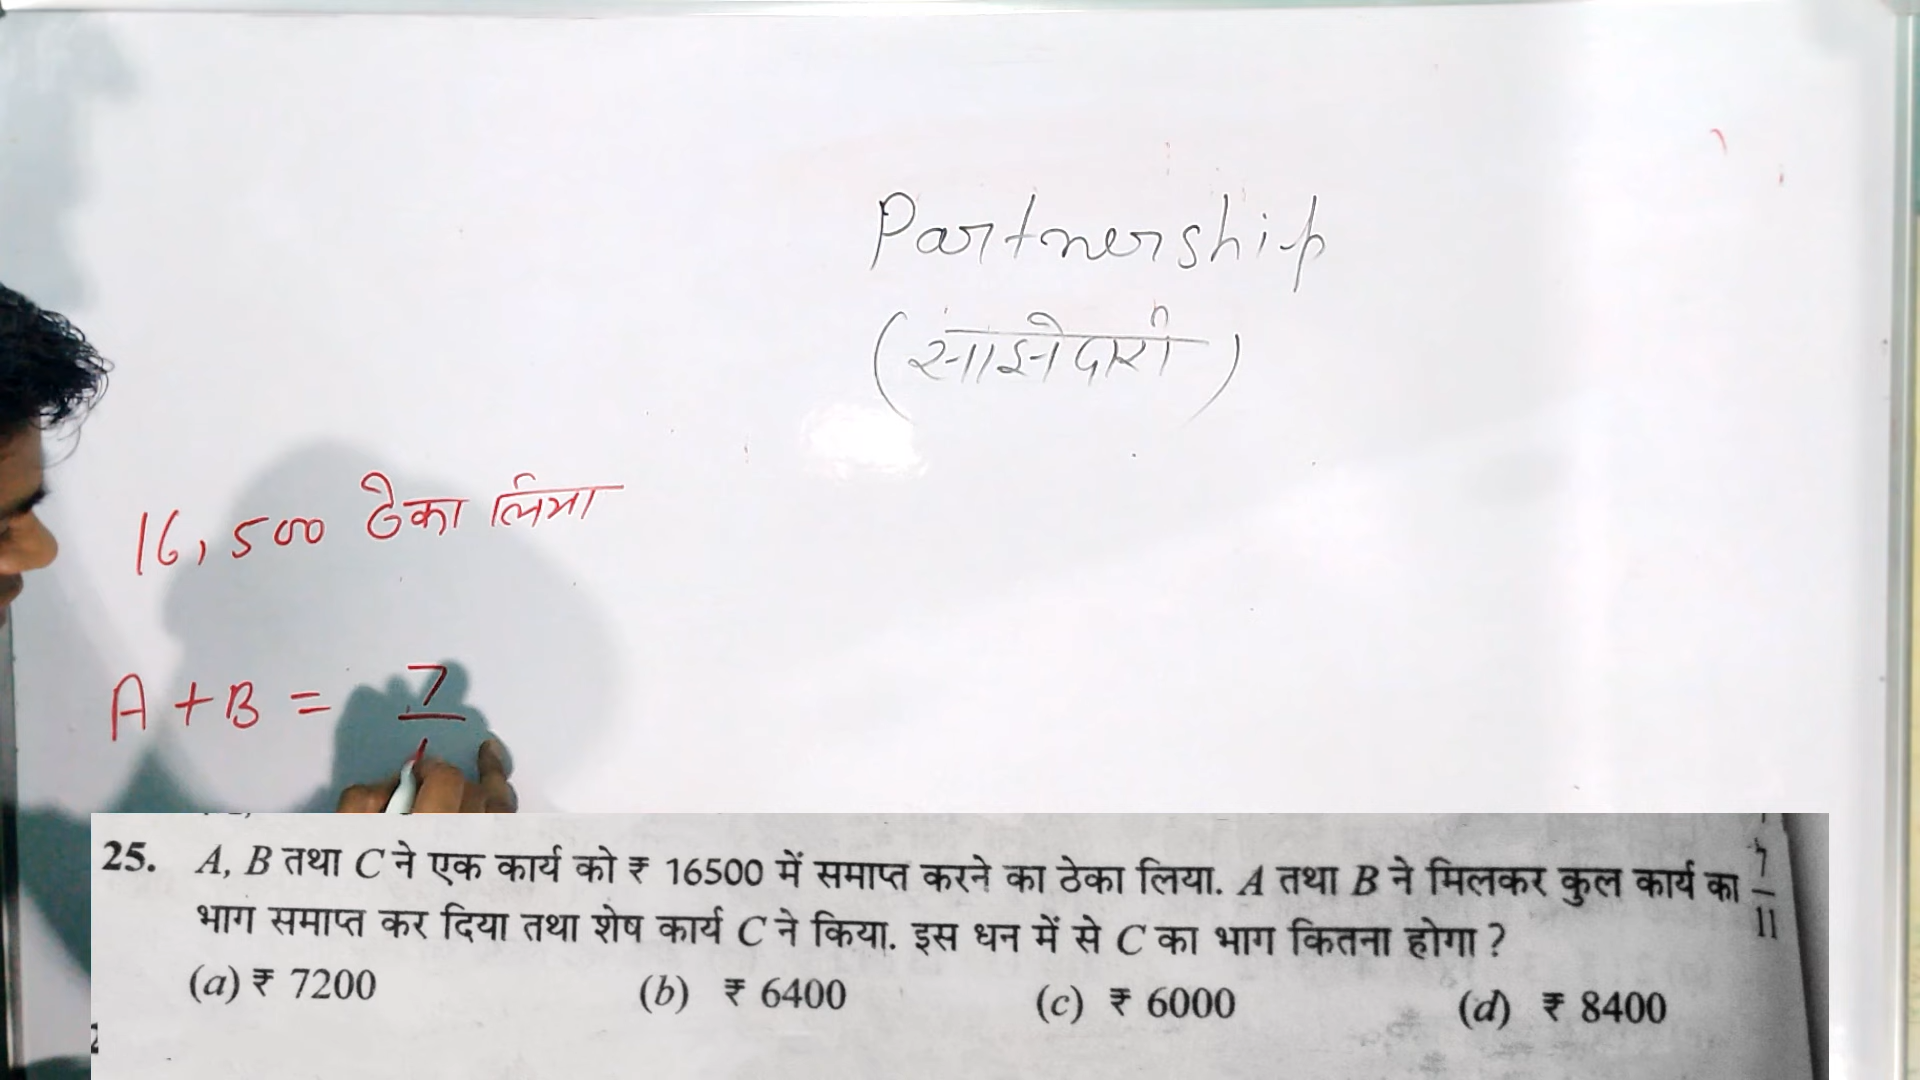 Partnership
(सांझेदारी)
16,500 ठेका लिया
A + B = 7
25. A, B तथा C ने एक कार्य को ₹ 16500 में समाप्त करने का ठेका लिया. A तथा B ने मिलकर कुल कार्य का 7/11
भाग समाप्त कर दिया तथा शेष कार्य C ने किया. इस धन में से C का भाग कितना होगा ?
(a) ₹ 7200 (b) ₹ 6400 (c) ₹ 6000 (d) ₹ 8400